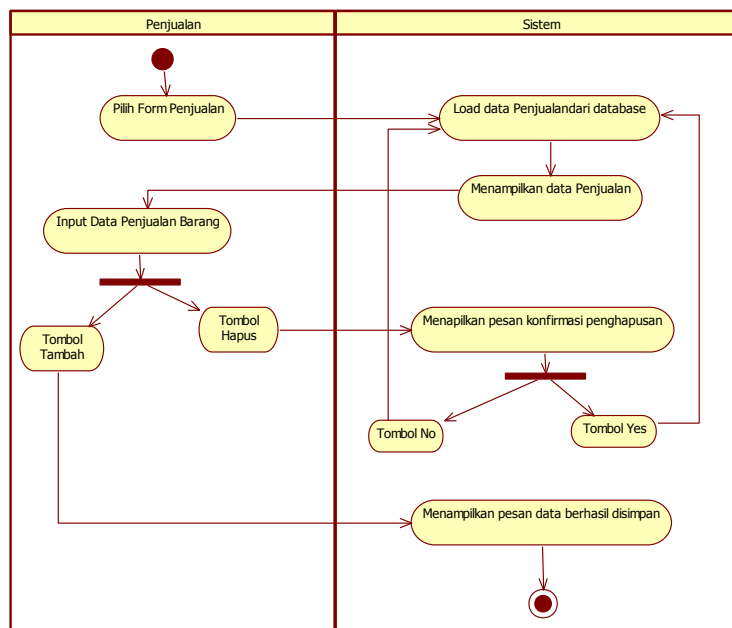 Penjualan
Sistem
Pilih Form Penjualan
Load data Penjualandari database
Menampilkan data Penjualan
Input Data Penjualan Barang
Tombol
Hapus
Tombol
Tambah
Menapilkan pesan konfirmasi penghapusan
Tombol No
Tombol Yes
Menampilkan pesan data berhasil disimpan